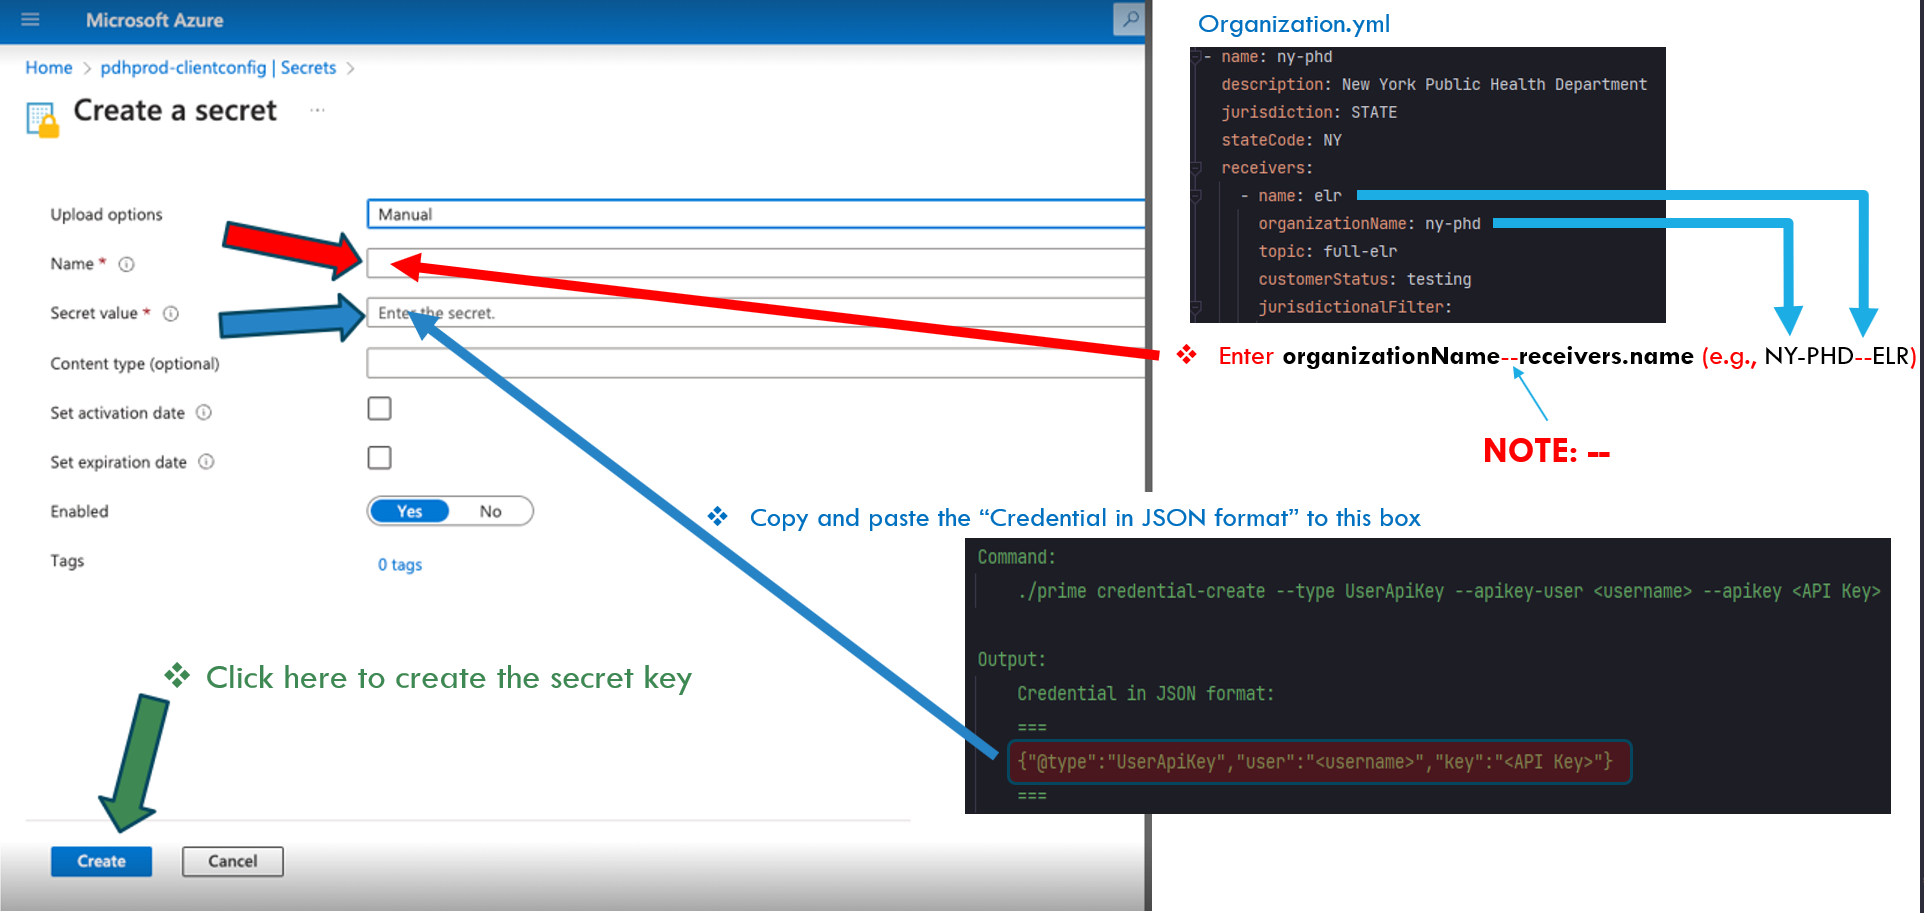 Microsoft Azure
Home > pdhprod-clientconfig | Secrets >
Create a secret ...
Upload options
Manual
Name *
Secret value *
Enter the secret.
Content type (optional)
Set activation date
Set expiration date
Enabled
Yes No
Tags
0 tags
Click here to create the secret key
Create
Cancel
Organization.yml
- name: ny-phd
description: New York Public Health Department
jurisdiction: STATE
stateCode: NY
receivers:
- name: elr
organizationName: ny-phd
topic: full-elr
customerStatus: testing
jurisdictionalFilter:
❖ Enter organizationName--receivers.name (e.g., NY-PHD--ELR)
NOTE: --
❖ Copy and paste the “Credential in JSON format” to this box
Command:
./prime credential-create --type UserApiKey --apikey-user <username> --apikey <API Key>
Output:
Credential in JSON format:
===
{"@type":"UserApiKey","user":"<username>","key":"<API Key>"}
===